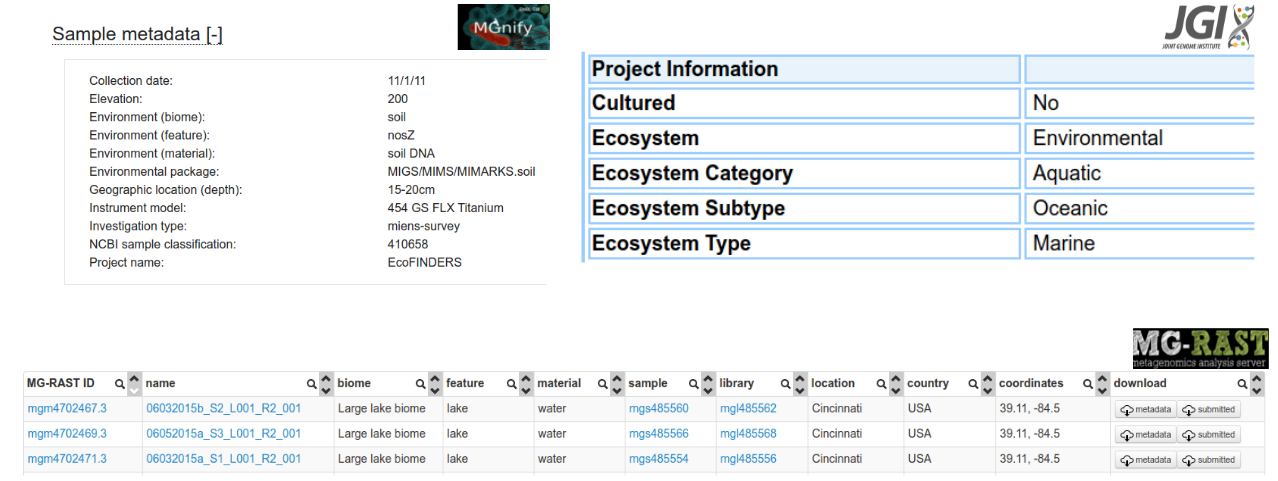 Sample metadata [-]
MGnify
Collection date: 11/1/11
Elevation: 200
Environment (biome): soil
Environment (feature): nosZ
Environment (material): soil DNA
Environmental package: MIGS/MIMS/MIMARKS.soil
Geographic location (depth): 15-20cm
Instrument model: 454 GS FLX Titanium
Investigation type: miens-survey
NCBI sample classification: 410658
Project name: EcoFINDERS
JGI
JOINT GENOME INSTITUTE
Project Information
Cultured No
Ecosystem Environmental
Ecosystem Category Aquatic
Ecosystem Subtype Oceanic
Ecosystem Type Marine
MG-RAST
metagenomics analysis server
MG-RAST ID name biome feature material sample library location country coordinates download
mgm4702467.3 06032015b_S2_L001_R2_001 Large lake biome lake water mgs485560 mgl485562 Cincinnati USA 39.11, -84.5 metadata submitted
mgm4702469.3 06052015a_S3_L001_R2_001 Large lake biome lake water mgs485566 mgl485568 Cincinnati USA 39.11, -84.5 metadata submitted
mgm4702471.3 06032015a_S1_L001_R2_001 Large lake biome lake water mgs485554 mgl485556 Cincinnati USA 39.11, -84.5 metadata submitted